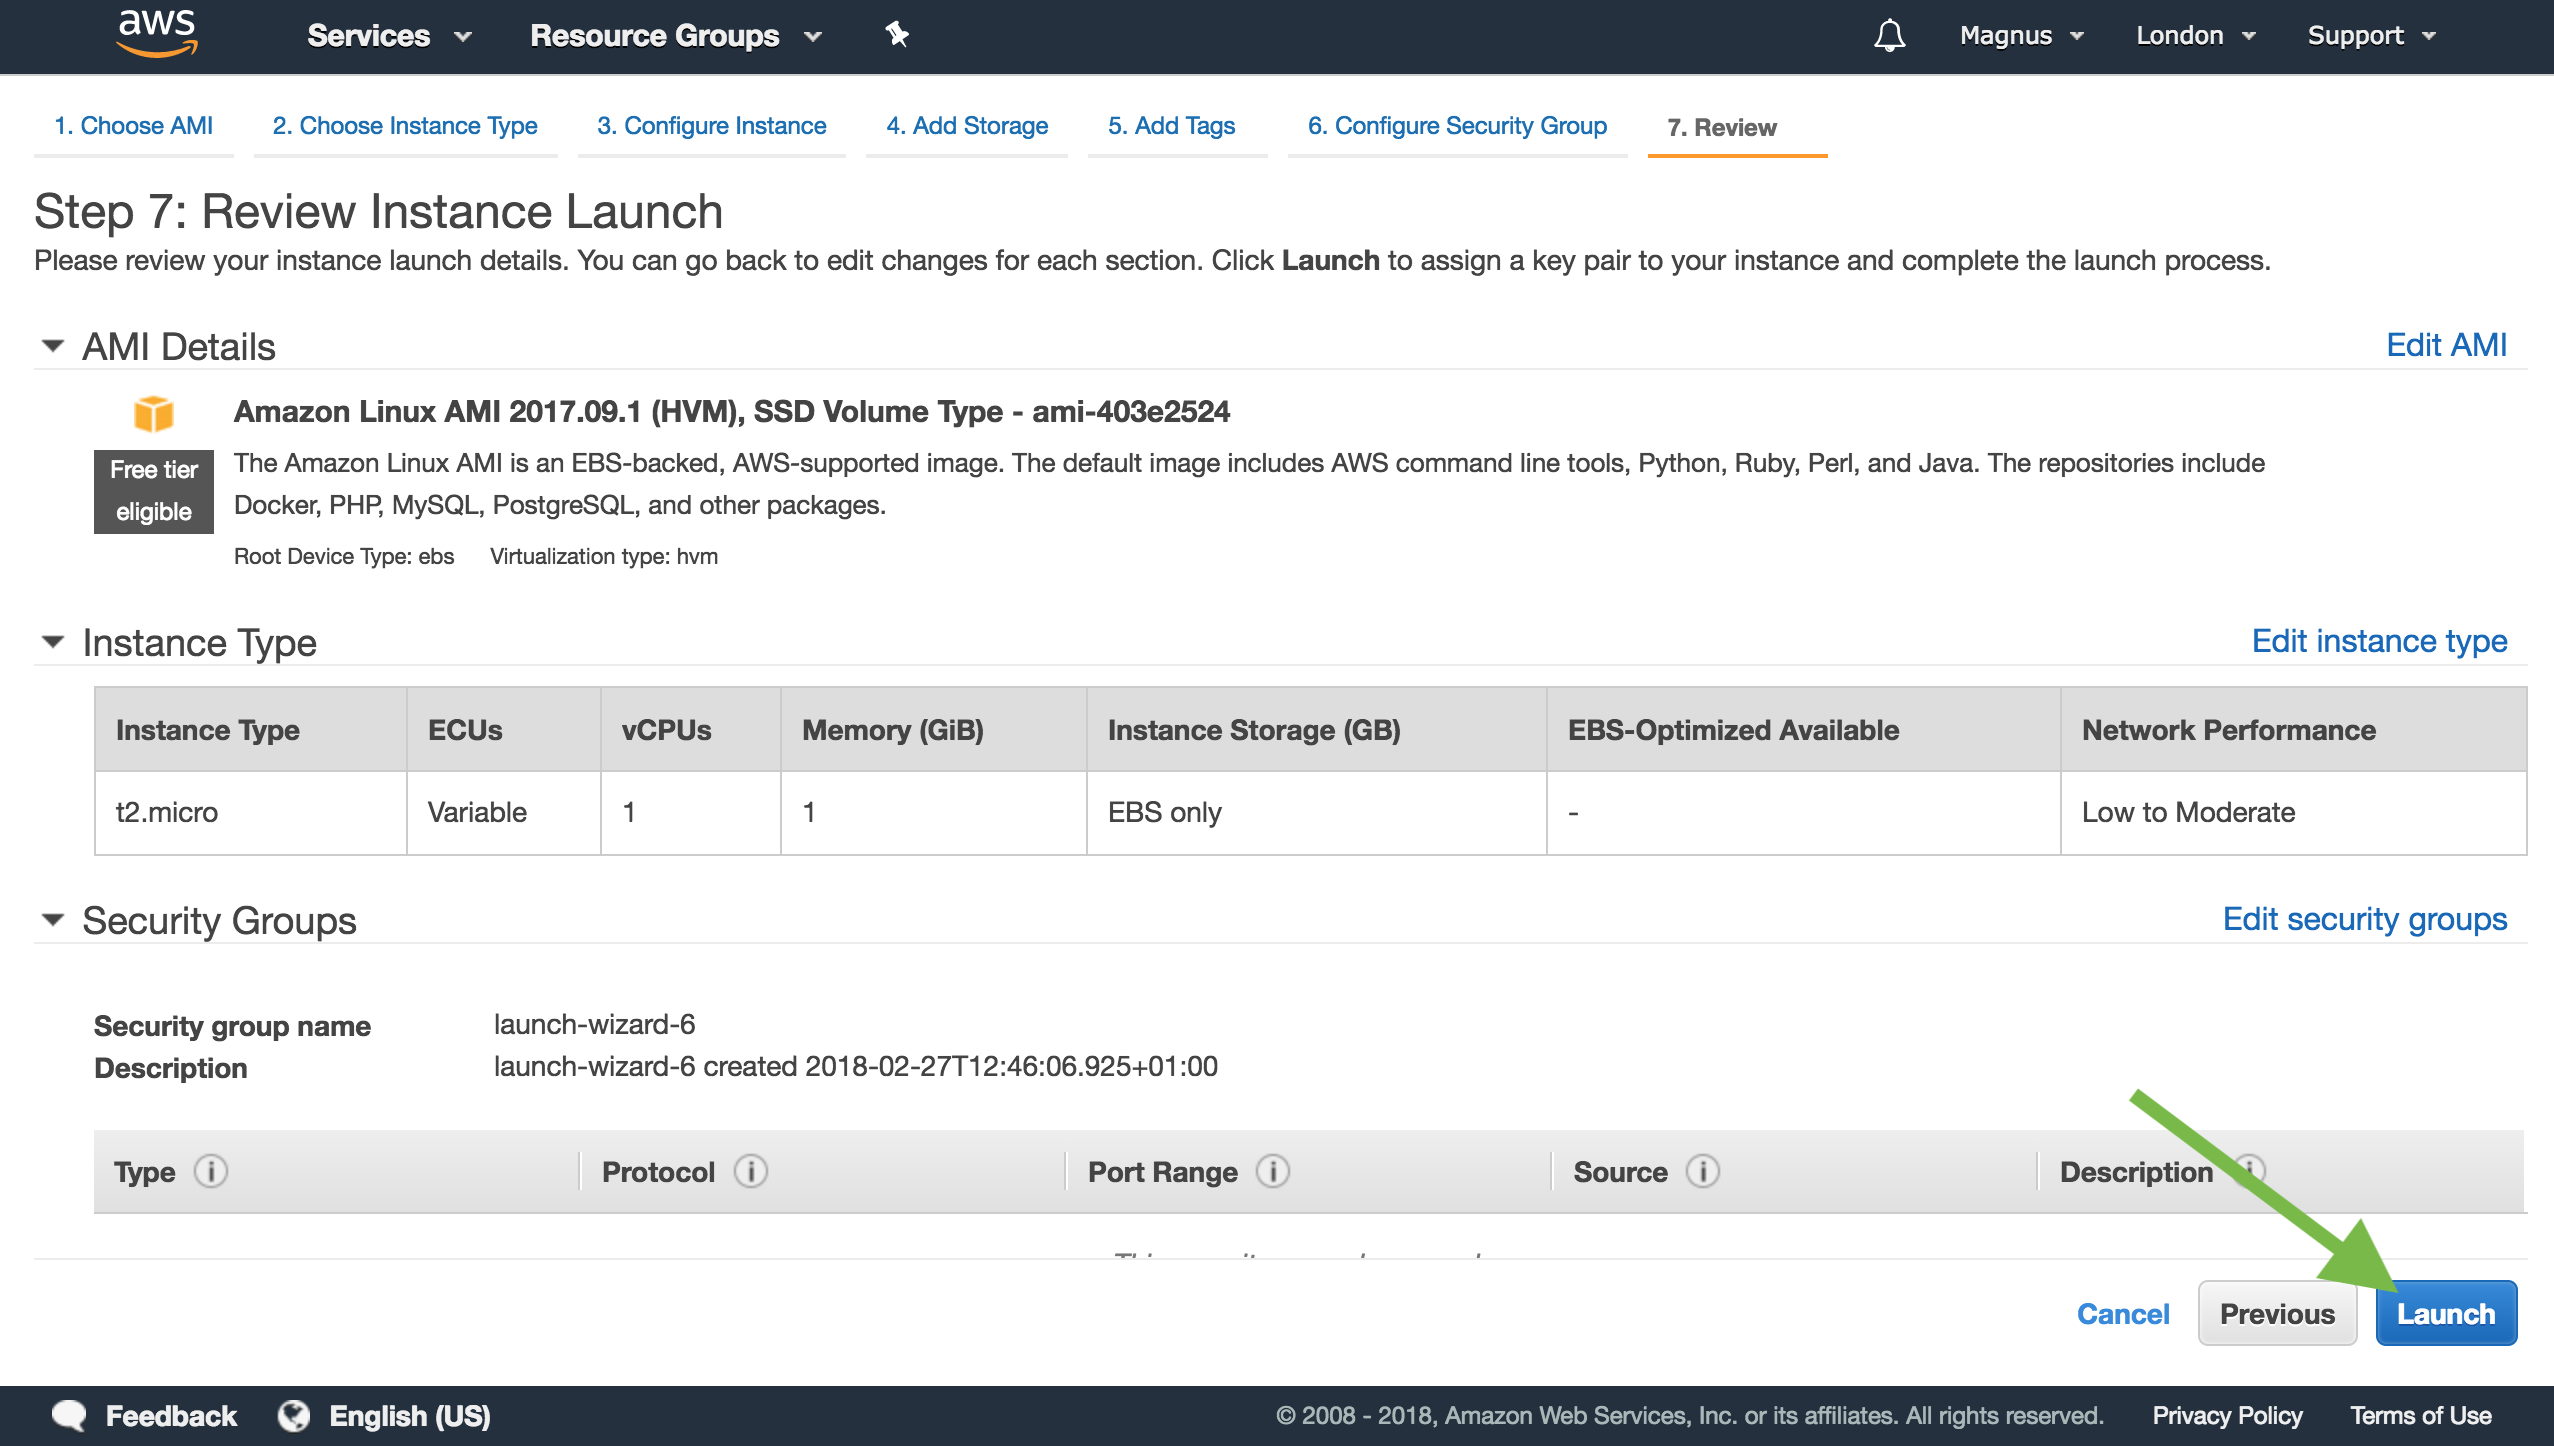 aws
Services
Resource Groups
Magnus
London
Support
1. Choose AMI
2. Choose Instance Type
3. Configure Instance
4. Add Storage
5. Add Tags
6. Configure Security Group
7. Review
Step 7: Review Instance Launch
Please review your instance launch details. You can go back to edit changes for each section. Click Launch to assign a key pair to your instance and complete the launch process.
AMI Details
Edit AMI
Amazon Linux AMI 2017.09.1 (HVM), SSD Volume Type - ami-403e2524
Free tier
eligible
The Amazon Linux AMI is an EBS-backed, AWS-supported image. The default image includes AWS command line tools, Python, Ruby, Perl, and Java. The repositories include
Docker, PHP, MySQL, PostgreSQL, and other packages.
Root Device Type: ebs Virtualization type: hvm
Instance Type
Edit instance type
Instance Type ECUs vCPUs Memory (GiB) Instance Storage (GB) EBS-Optimized Available Network Performance
t2.micro Variable 1 1 EBS only - Low to Moderate
Security Groups
Edit security groups
Security group name launch-wizard-6
Description launch-wizard-6 created 2018-02-27T12:46:06.925+01:00
Type Protocol Port Range Source Description
Cancel
Previous
Launch
Feedback
English (US)
© 2008 - 2018, Amazon Web Services, Inc. or its affiliates. All rights reserved.
Privacy Policy
Terms of Use